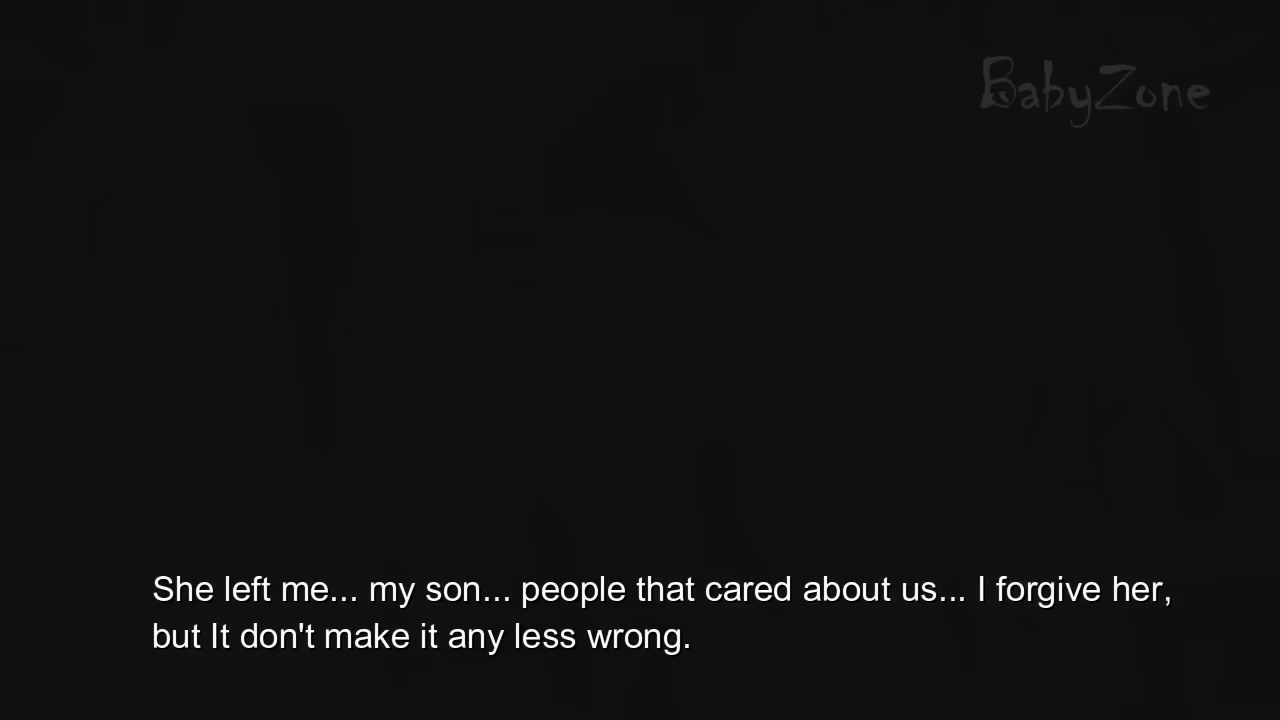 BabyZone
She left me... my son... people that cared about us... I forgive her,
but It don't make it any less wrong.